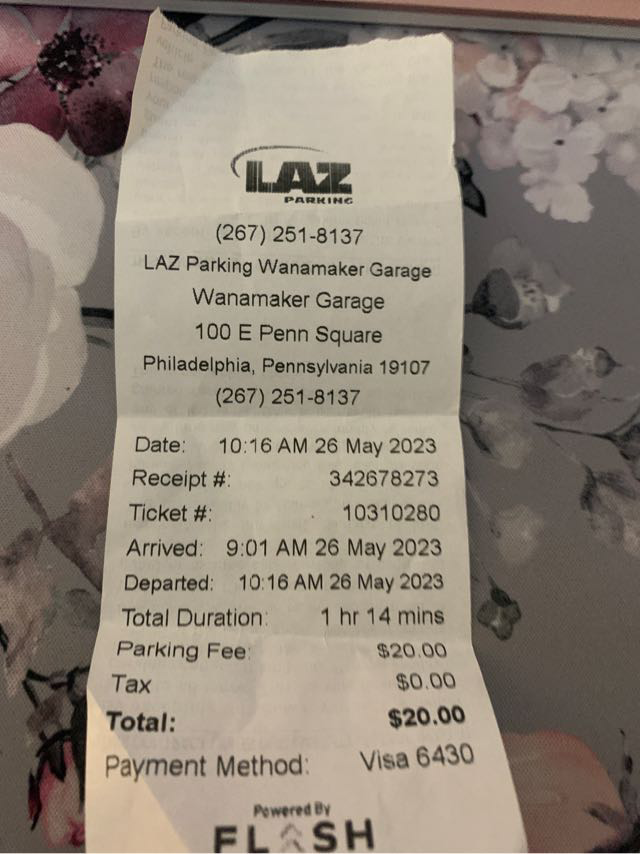 LAZ
PARKING
(267) 251-8137
LAZ Parking Wanamaker Garage
Wanamaker Garage
100 E Penn Square
Philadelphia, Pennsylvania 19107
(267) 251-8137
Date: 10:16 AM 26 May 2023
Receipt #: 342678273
Ticket #: 10310280
Arrived: 9:01 AM 26 May 2023
Departed: 10:16 AM 26 May 2023
Total Duration: 1 hr 14 mins
Parking Fee: $20.00
Tax $0.00
Total: $20.00
Payment Method: Visa 6430
Powered By
FLASH